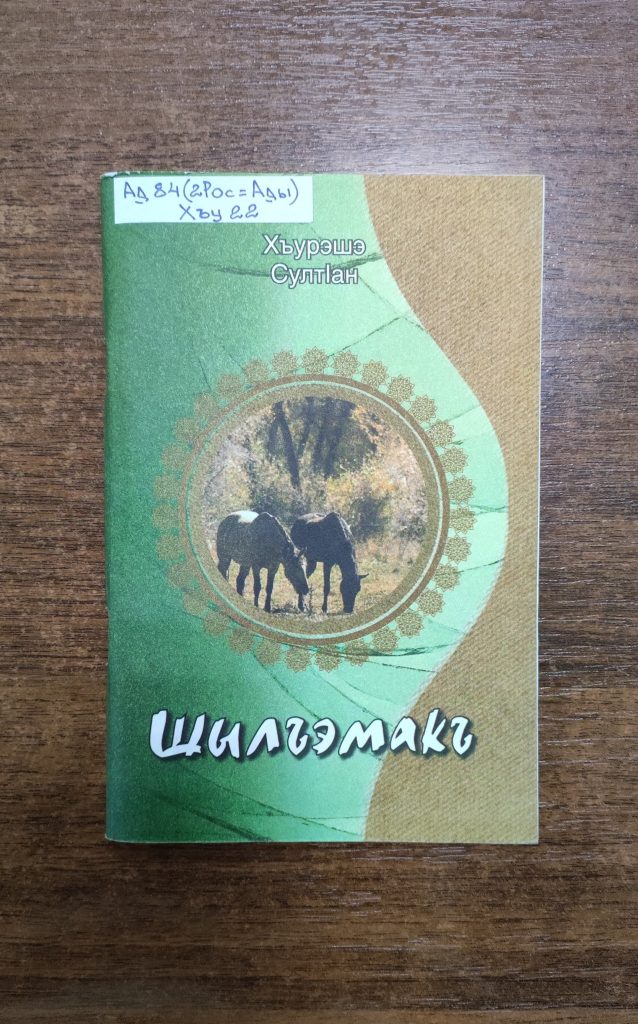 Ад 84(2Рос=Ады)
Хъу 22
Хъурэшэ
СултIан
Шылъэмакъ